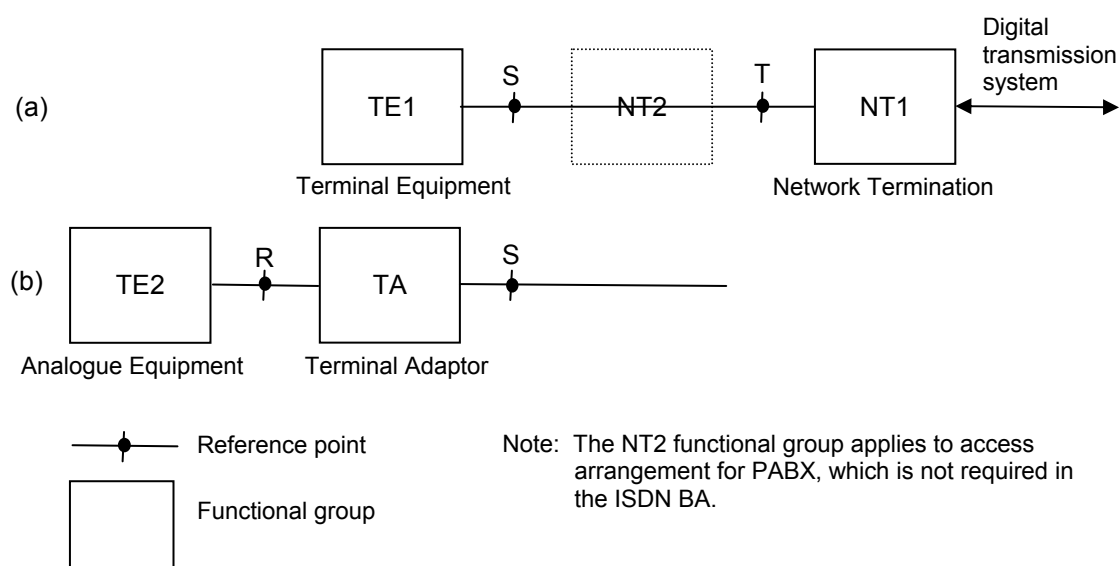 Digital
transmission
system
S
T
(a)
TE1
NT2
NT1
Terminal Equipment
Network Termination
R
S
(b)
TE2
TA
Analogue Equipment
Terminal Adaptor
Reference point
Functional group
Note: The NT2 functional group applies to access
arrangement for PABX, which is not required in
the ISDN BA.